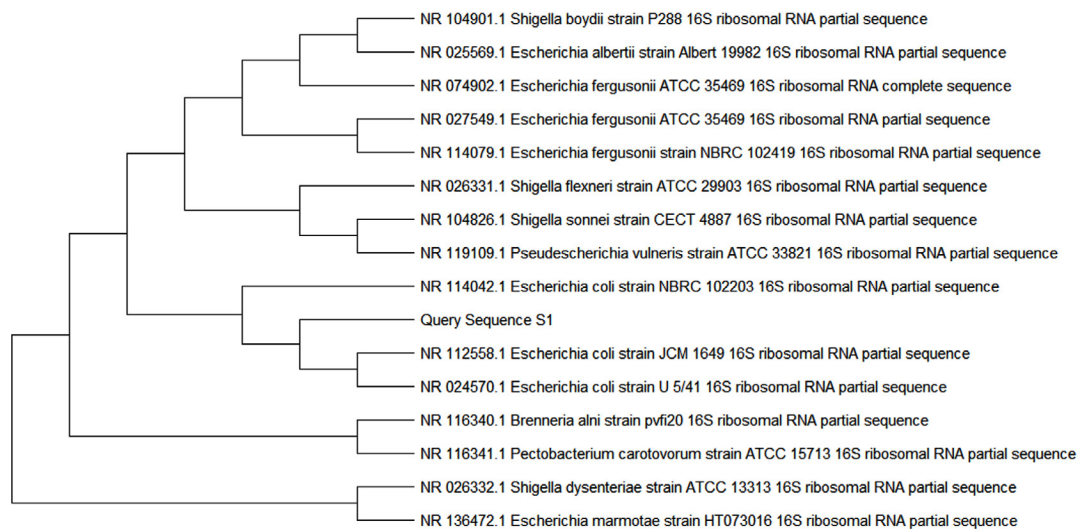 NR 104901.1 Shigella boydii strain P288 16S ribosomal RNA partial sequence
NR 025569.1 Escherichia albertii strain Albert 19982 16S ribosomal RNA partial sequence
NR 074902.1 Escherichia fergusonii ATCC 35469 16S ribosomal RNA complete sequence
NR 027549.1 Escherichia fergusonii ATCC 35469 16S ribosomal RNA partial sequence
NR 114079.1 Escherichia fergusonii strain NBRC 102419 16S ribosomal RNA partial sequence
NR 026331.1 Shigella flexneri strain ATCC 29903 16S ribosomal RNA partial sequence
NR 104826.1 Shigella sonnei strain CECT 4887 16S ribosomal RNA partial sequence
NR 119109.1 Pseudescherichia vulneris strain ATCC 33821 16S ribosomal RNA partial sequence
NR 114042.1 Escherichia coli strain NBRC 102203 16S ribosomal RNA partial sequence
Query Sequence S1
NR 112558.1 Escherichia coli strain JCM 1649 16S ribosomal RNA partial sequence
NR 024570.1 Escherichia coli strain U 5/41 16S ribosomal RNA partial sequence
NR 116340.1 Brenneria alni strain pvfi20 16S ribosomal RNA partial sequence
NR 116341.1 Pectobacterium carotovorum strain ATCC 15713 16S ribosomal RNA partial sequence
NR 026332.1 Shigella dysenteriae strain ATCC 13313 16S ribosomal RNA partial sequence
NR 136472.1 Escherichia marmotae strain HT073016 16S ribosomal RNA partial sequence